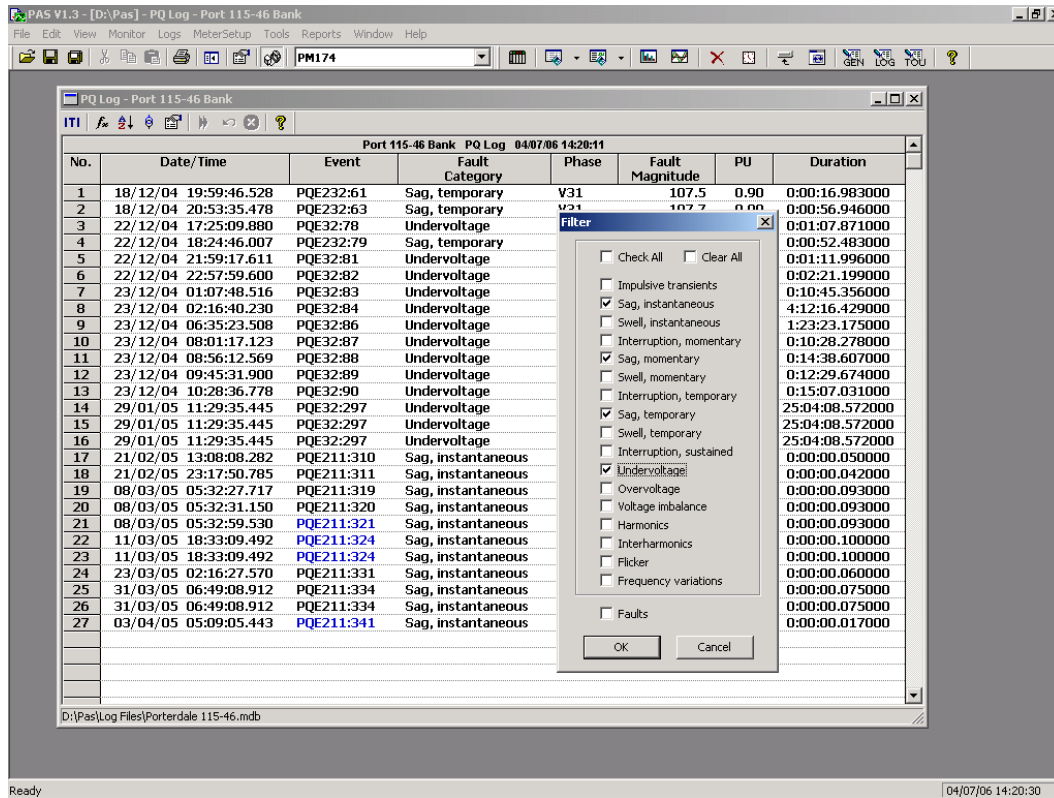 PAS V1.3 - [D:\Pas] - PQ Log - Port 115-46 Bank
File Edit View Monitor Logs MeterSetup Tools Reports Window Help
PM174
GEN LOG TOU
PQ Log - Port 115-46 Bank
ITI
Port 115-46 Bank PQ Log 04/07/06 14:20:11
No. Date/Time Event Fault Category Phase Fault Magnitude PU Duration
1 18/12/04 19:59:46.528 PQE232:61 Sag, temporary V31 107.5 0.90 0:00:16.983000
2 18/12/04 20:53:35.478 PQE232:63 Sag, temporary V31 107.7 0.90 0:00:56.946000
3 22/12/04 17:25:09.880 PQE32:78 Undervoltage 0:01:07.871000
4 22/12/04 18:24:46.007 PQE232:79 Sag, temporary 0:00:52.483000
5 22/12/04 21:59:17.611 PQE32:81 Undervoltage 0:01:11.996000
6 22/12/04 22:57:59.600 PQE32:82 Undervoltage 0:02:21.199000
7 23/12/04 01:07:48.516 PQE32:83 Undervoltage 0:10:45.356000
8 23/12/04 02:16:40.230 PQE32:84 Undervoltage 4:12:16.429000
9 23/12/04 06:35:23.508 PQE32:86 Undervoltage 1:23:23.175000
10 23/12/04 08:01:17.123 PQE32:87 Undervoltage 0:10:28.278000
11 23/12/04 08:56:12.569 PQE32:88 Undervoltage 0:14:38.607000
12 23/12/04 09:45:31.900 PQE32:89 Undervoltage 0:12:29.674000
13 23/12/04 10:28:36.778 PQE32:90 Undervoltage 0:15:07.031000
14 29/01/05 11:29:35.445 PQE32:297 Undervoltage 25:04:08.572000
15 29/01/05 11:29:35.445 PQE32:297 Undervoltage 25:04:08.572000
16 29/01/05 11:29:35.445 PQE32:297 Undervoltage 25:04:08.572000
17 21/02/05 13:08:08.282 PQE211:310 Sag, instantaneous 0:00:00.050000
18 21/02/05 23:17:50.785 PQE211:311 Sag, instantaneous 0:00:00.042000
19 08/03/05 05:32:27.717 PQE211:319 Sag, instantaneous 0:00:00.093000
20 08/03/05 05:32:31.150 PQE211:320 Sag, instantaneous 0:00:00.093000
21 08/03/05 05:32:59.530 PQE211:321 Sag, instantaneous 0:00:00.093000
22 11/03/05 18:33:09.492 PQE211:324 Sag, instantaneous 0:00:00.100000
23 11/03/05 18:33:09.492 PQE211:324 Sag, instantaneous 0:00:00.100000
24 23/03/05 02:16:27.570 PQE211:331 Sag, instantaneous 0:00:00.060000
25 31/03/05 06:49:08.912 PQE211:334 Sag, instantaneous 0:00:00.075000
26 31/03/05 06:49:08.912 PQE211:334 Sag, instantaneous 0:00:00.075000
27 03/04/05 05:09:05.443 PQE211:341 Sag, instantaneous 0:00:00.017000
Filter
Check All Clear All
Impulsive transients
Sag, instantaneous
Swell, instantaneous
Interruption, momentary
Sag, momentary
Swell, momentary
Interruption, temporary
Sag, temporary
Swell, temporary
Interruption, sustained
Undervoltage
Overvoltage
Voltage imbalance
Harmonics
Interharmonics
Flicker
Frequency variations
Faults
OK Cancel
D:\Pas\Log Files\Porterdale 115-46.mdb
Ready 04/07/06 14:20:30